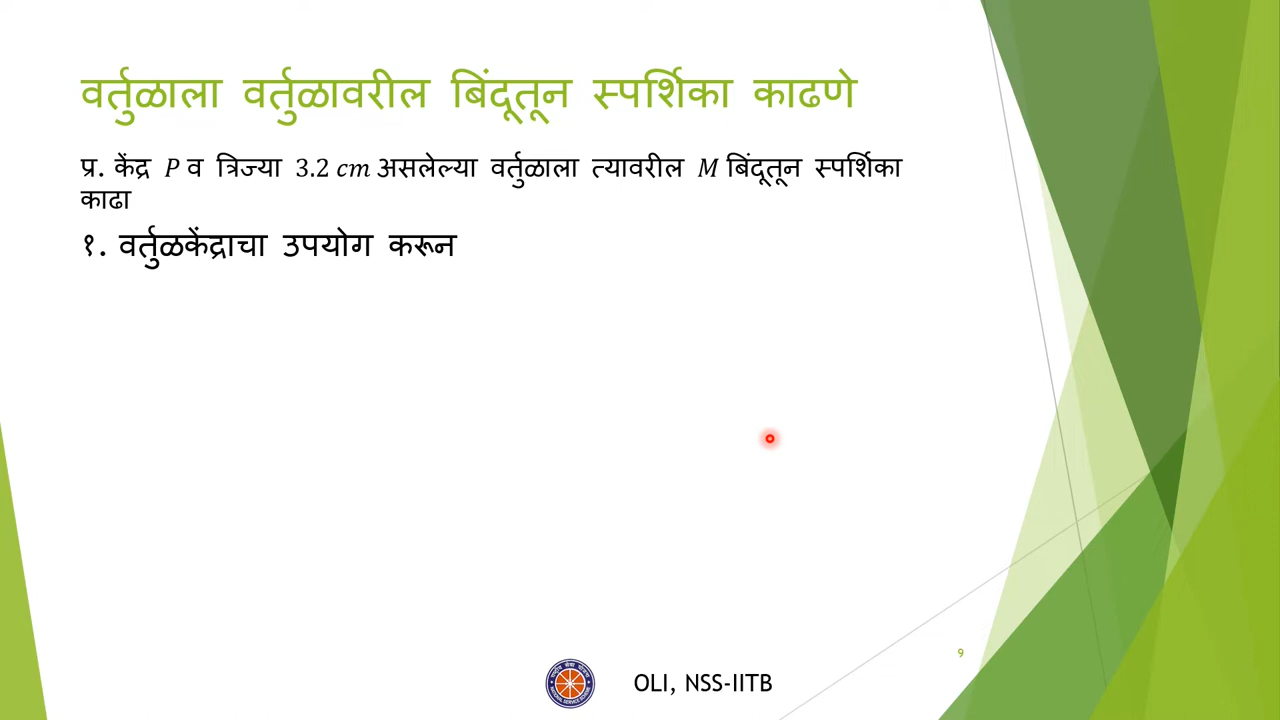 वर्तुळाला वर्तुळावरील बिंदूतून स्पर्शिका काढणे
प्र. केंद्र P व त्रिज्या 3.2 cm असलेल्या वर्तुळाला त्यावरील M बिंदूतून स्पर्शिका
काढा
१. वर्तुळकेंद्राचा उपयोग करून
9
OLI, NSS-IITB